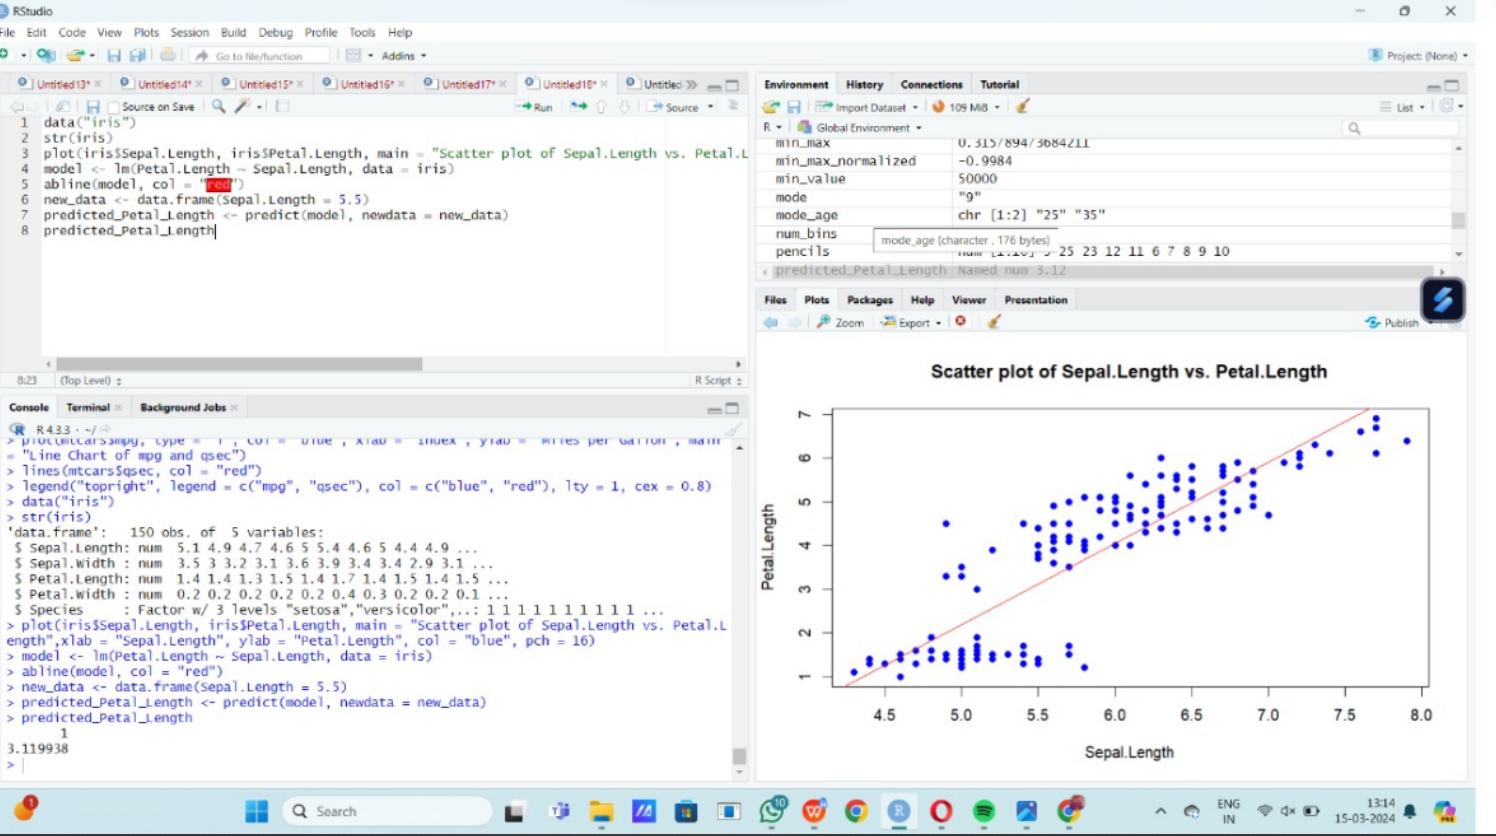 RStudio
File Edit Code View Plots Session Build Debug Profile Tools Help
Go to file/function
Addins
Project: (None)
Untitled13*
Untitled14*
Untitled15*
Untitled16*
Untitled17*
Untitled18*
Untitled
Source on Save
Run
Source
1 data("iris")
2 str(iris)
3 plot(iris$Sepal.Length, iris$Petal.Length, main = "Scatter plot of Sepal.Length vs. Petal.L
4 model <- lm(Petal.Length ~ Sepal.Length, data = iris)
5 abline(model, col = "red")
6 new_data <- data.frame(Sepal.Length = 5.5)
7 predicted_Petal_Length <- predict(model, newdata = new_data)
8 predicted_Petal_Length
8:23 (Top Level) R Script
Console Terminal Background Jobs
R 4.3.3 · ~/
> plot(mtcars$mpg, type = "l", col = "blue", xlab = "Index", ylab = "Miles per Gallon", main
= "Line Chart of mpg and qsec")
> lines(mtcars$qsec, col = "red")
> legend("topright", legend = c("mpg", "qsec"), col = c("blue", "red"), lty = 1, cex = 0.8)
> data("iris")
> str(iris)
'data.frame': 150 obs. of 5 variables:
$ Sepal.Length: num 5.1 4.9 4.7 4.6 5 5.4 4.6 5 4.4 4.9 ...
$ Sepal.Width : num 3.5 3 3.2 3.1 3.6 3.9 3.4 3.4 2.9 3.1 ...
$ Petal.Length: num 1.4 1.4 1.3 1.5 1.4 1.7 1.4 1.5 1.4 1.5 ...
$ Petal.Width : num 0.2 0.2 0.2 0.2 0.2 0.4 0.3 0.2 0.2 0.1 ...
$ Species : Factor w/ 3 levels "setosa","versicolor",..: 1 1 1 1 1 1 1 1 1 1 ...
> plot(iris$Sepal.Length, iris$Petal.Length, main = "Scatter plot of Sepal.Length vs. Petal.L
ength",xlab = "Sepal.Length", ylab = "Petal.Length", col = "blue", pch = 16)
> model <- lm(Petal.Length ~ Sepal.Length, data = iris)
> abline(model, col = "red")
> new_data <- data.frame(Sepal.Length = 5.5)
> predicted_Petal_Length <- predict(model, newdata = new_data)
> predicted_Petal_Length
1
3.119938
>
Environment History Connections Tutorial
Import Dataset 109 MiB List
R Global Environment
min_max 0.315789473684211
min_max_normalized -0.9984
min_value 50000
mode "9"
mode_age chr [1:2] "25" "35"
num_bins
mode_age (character , 176 bytes)
pencils 25 23 12 11 6 7 8 9 10
predicted_Petal_Length Named num 3.12
Files Plots Packages Help Viewer Presentation
Zoom Export Publish
Scatter plot of Sepal.Length vs. Petal.Length
Petal.Length
7
6
5
4
3
2
1
4.5 5.0 5.5 6.0 6.5 7.0 7.5 8.0
Sepal.Length
1
Search
10
ENG
IN
13:14
15-03-2024
PRE